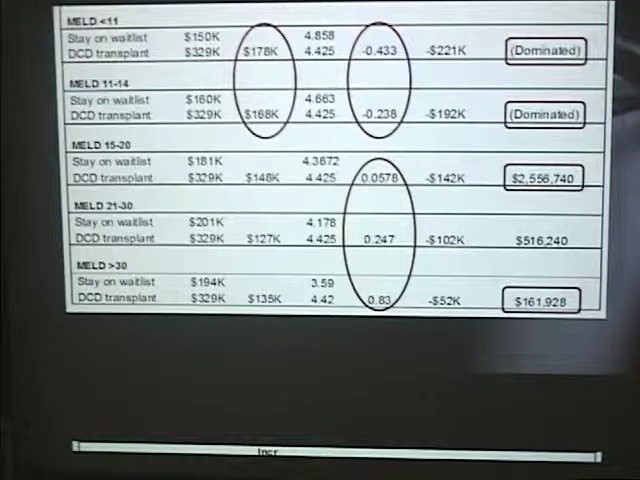 MELD <11
Stay on waitlist $150K 4.858
DCD transplant $329K $178K 4.425 -0.433 -$221K (Dominated)
MELD 11-14
Stay on waitlist $160K 4.663
DCD transplant $329K $168K 4.425 -0.238 -$192K (Dominated)
MELD 15-20
Stay on waitlist $181K 4.3672
DCD transplant $329K $148K 4.425 0.0578 -$142K $2,556,740
MELD 21-30
Stay on waitlist $201K 4.178
DCD transplant $329K $127K 4.425 0.247 -$102K $516,240
MELD >30
Stay on waitlist $194K 3.59
DCD transplant $329K $135K 4.42 0.83 -$52K $161,928
Incr